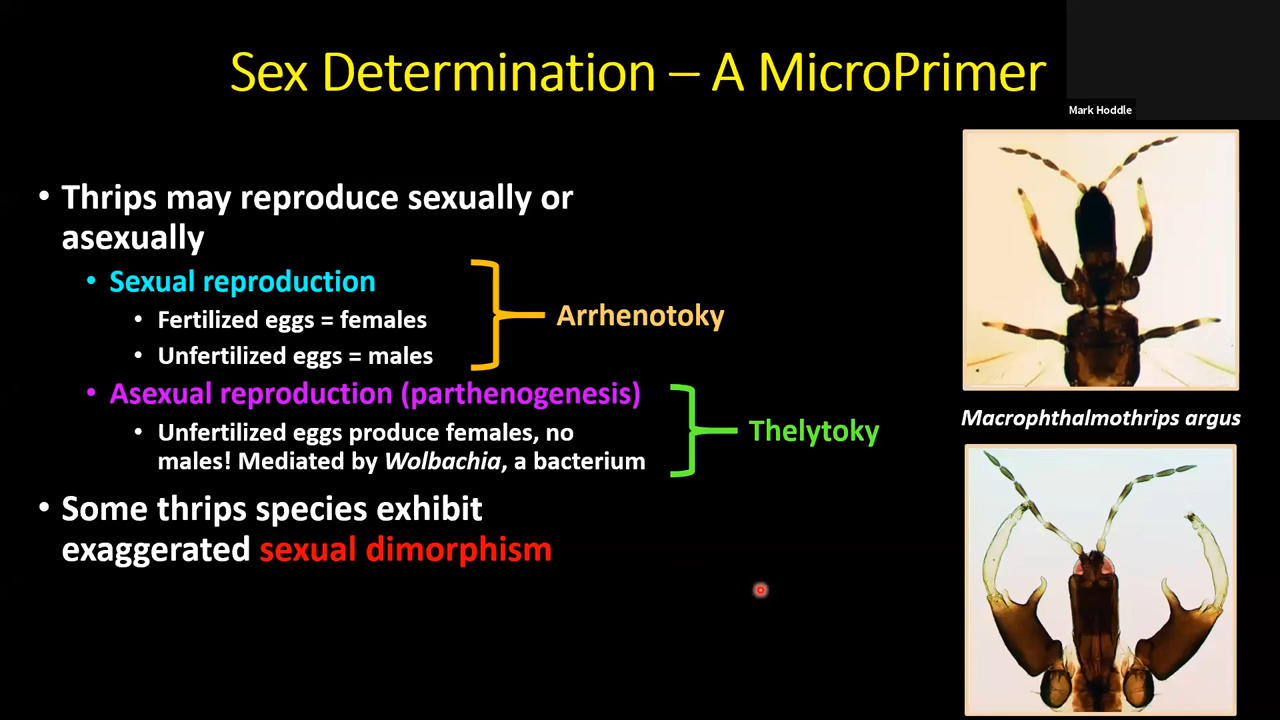 Sex Determination – A MicroPrimer
Mark Hoddle
• Thrips may reproduce sexually or
asexually
• Sexual reproduction
• Fertilized eggs = females
• Unfertilized eggs = males
Arrhenotoky
• Asexual reproduction (parthenogenesis)
• Unfertilized eggs produce females, no
males! Mediated by Wolbachia, a bacterium
Thelytoky
• Some thrips species exhibit
exaggerated sexual dimorphism
Macrophthalmothrips argus